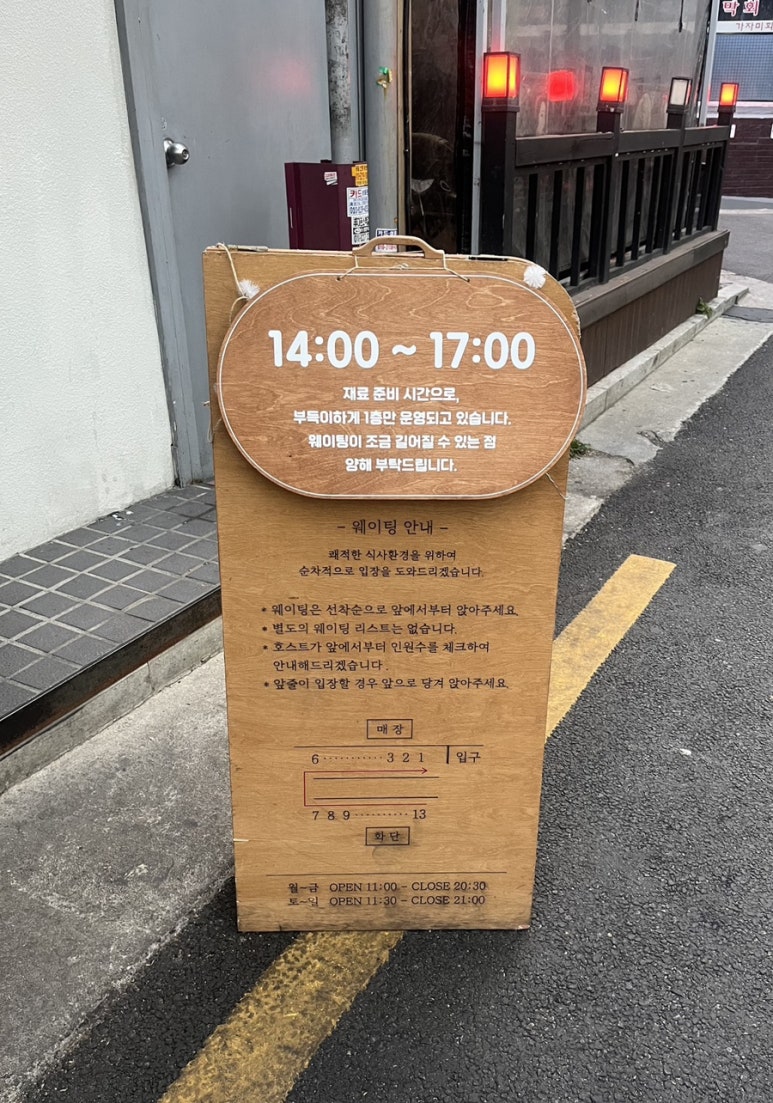 박회
가자미회
카드
14:00 ~ 17:00
재료 준비 시간으로,
부득이하게 1층만 운영되고 있습니다.
웨이팅이 조금 길어질 수 있는 점
양해 부탁드립니다.
- 웨이팅 안내 -
쾌적한 식사환경을 위하여
순차적으로 입장을 도와드리겠습니다.
* 웨이팅은 선착순으로 앞에서부터 앉아주세요.
* 별도의 웨이팅 리스트는 없습니다.
* 호스트가 앞에서부터 인원수를 체크하여
안내해드리겠습니다.
* 앞줄이 입장할 경우 앞으로 당겨 앉아주세요.
매장
6 ··········· 3 2 1 입구
7 8 9 ·········· 13
화단
월~금 OPEN 11:00 - CLOSE 20:30
토~일 OPEN 11:30 - CLOSE 21:00